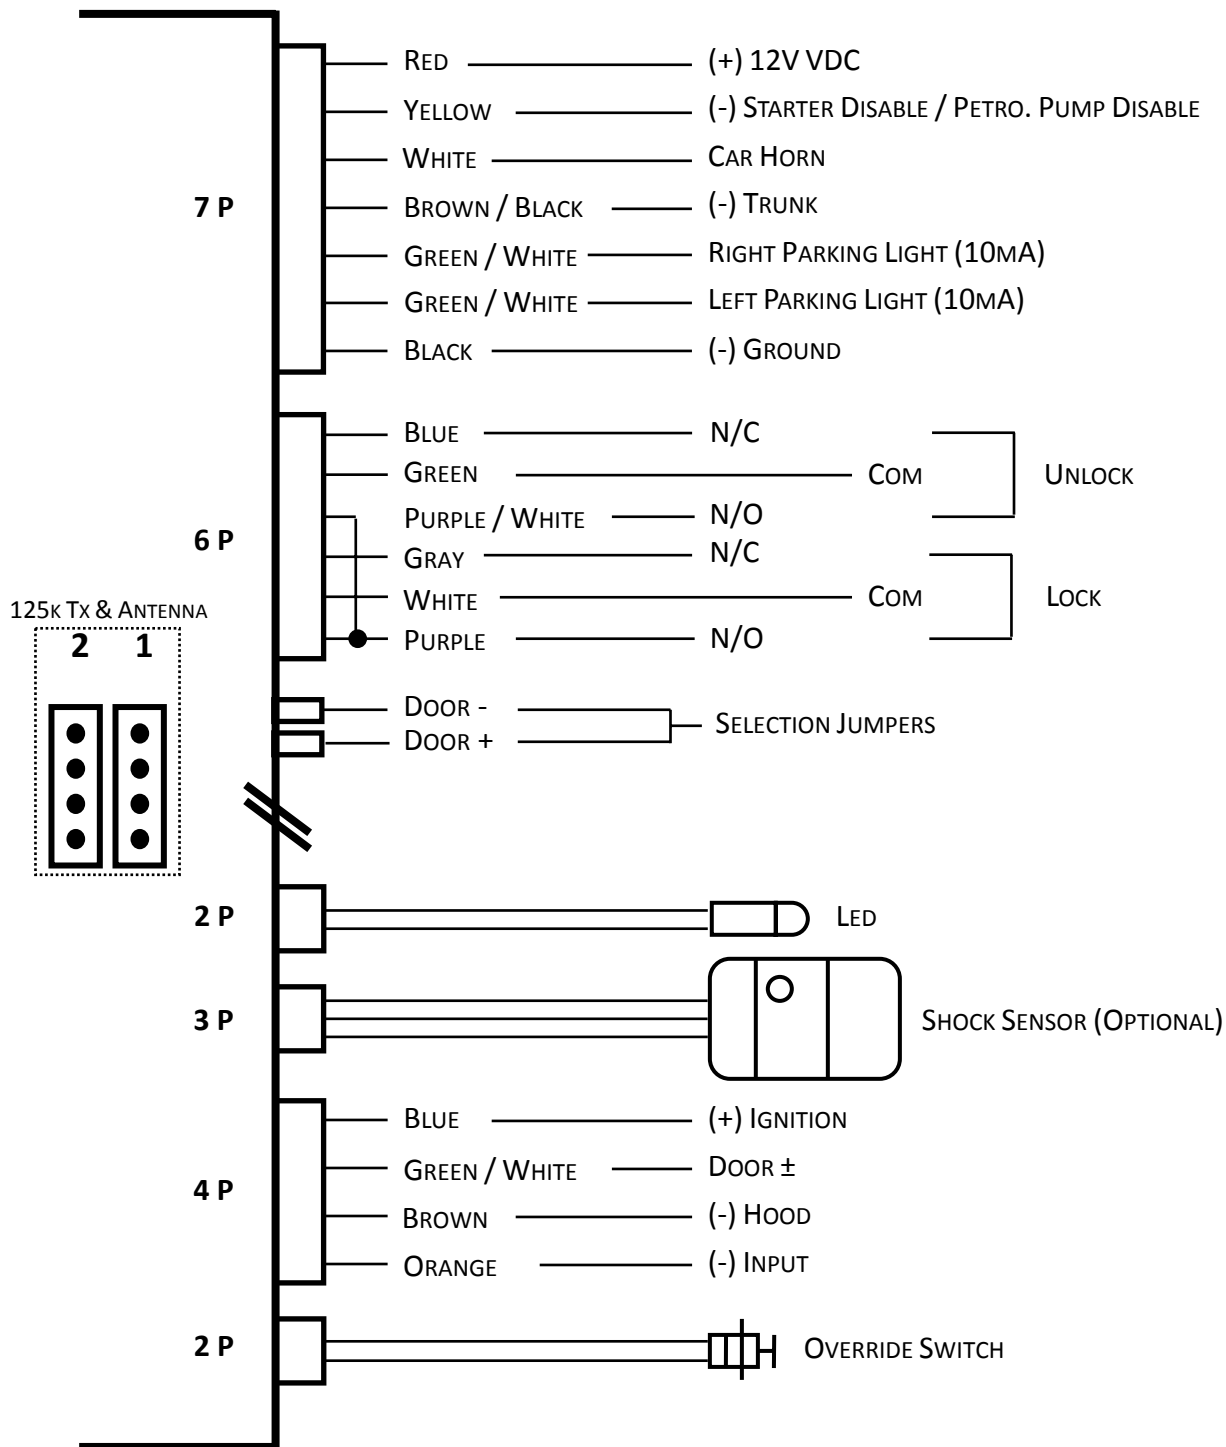 7 P
RED (+) 12V VDC
YELLOW (-) STARTER DISABLE / PETRO. PUMP DISABLE
WHITE CAR HORN
BROWN / BLACK (-) TRUNK
GREEN / WHITE RIGHT PARKING LIGHT (10MA)
GREEN / WHITE LEFT PARKING LIGHT (10MA)
BLACK (-) GROUND
6 P
BLUE N/C
GREEN COM UNLOCK
PURPLE / WHITE N/O
GRAY N/C
WHITE COM LOCK
PURPLE N/O
125K TX & ANTENNA
2 1
DOOR -
DOOR +
SELECTION JUMPERS
2 P LED
3 P SHOCK SENSOR (OPTIONAL)
4 P
BLUE (+) IGNITION
GREEN / WHITE DOOR ±
BROWN (-) HOOD
ORANGE (-) INPUT
2 P OVERRIDE SWITCH